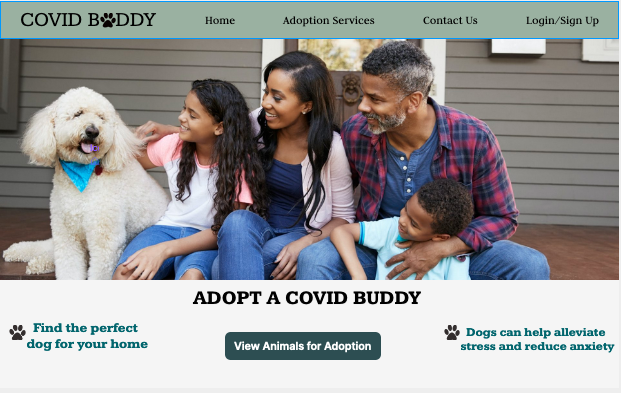 COVID BUDDY
Home
Adoption Services
Contact Us
Login/Sign Up
ADOPT A COVID BUDDY
Find the perfect
dog for your home
View Animals for Adoption
Dogs can help alleviate
stress and reduce anxiety